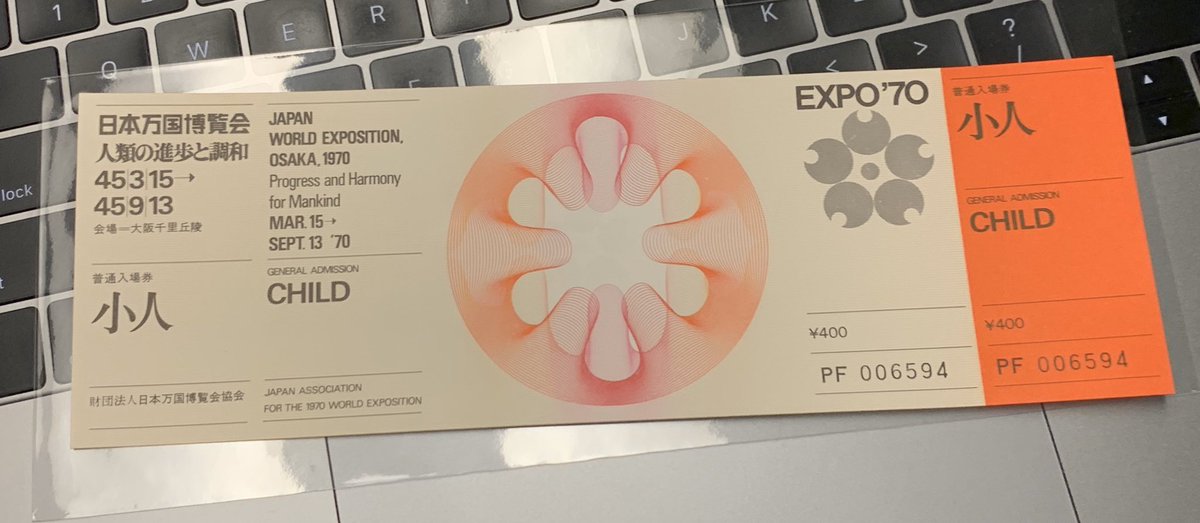 日本万国博覧会
人類の進歩と調和
45 3 15→
45 9 13
会場=大阪千里丘陵
普通入場券
小人
財団法人日本万国博覧会協会
JAPAN
WORLD EXPOSITION,
OSAKA, 1970
Progress and Harmony
for Mankind
MAR. 15→
SEPT. 13 '70
GENERAL ADMISSION
CHILD
JAPAN ASSOCIATION
FOR THE 1970 WORLD EXPOSITION
EXPO'70
¥400
PF 006594
普通入場券
小人
GENERAL ADMISSION
CHILD
¥400
PF 006594
1
Q
W
E
R
J
K
<
>
?
/
lock